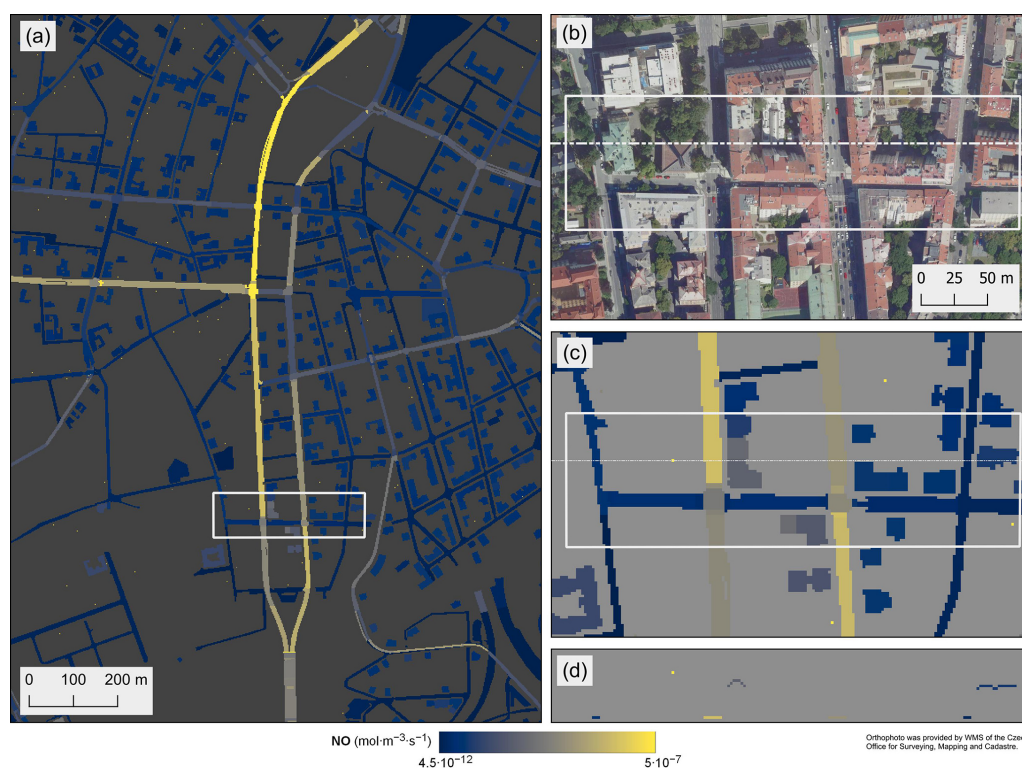 (a)
(b)
0 25 50 m
(c)
0 100 200 m
(d)
NO (mol·m⁻³·s⁻¹)
4.5·10⁻¹²
5·10⁻⁷
Orthophoto was provided by WMS of the
Office for Surveying, Mapping and Cadastre.